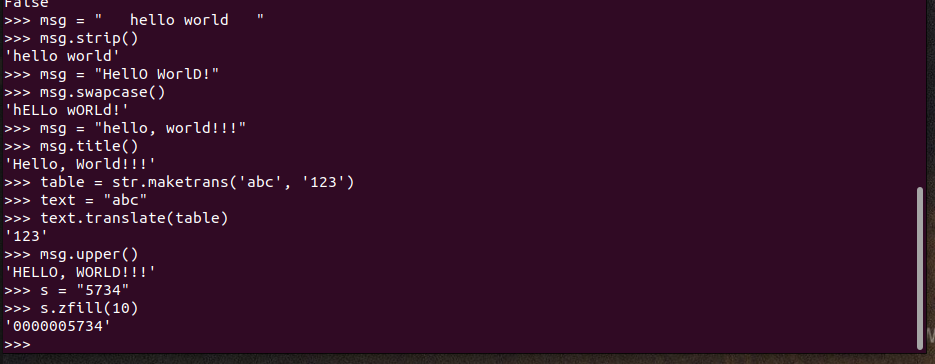 False
>>> msg = "   hello world   "
>>> msg.strip()
'hello world'
>>> msg = "HellO WorlD!"
>>> msg.swapcase()
'hELLo wORLd!'
>>> msg = "hello, world!!!"
>>> msg.title()
'Hello, World!!!'
>>> table = str.maketrans('abc', '123')
>>> text = "abc"
>>> text.translate(table)
'123'
>>> msg.upper()
'HELLO, WORLD!!!'
>>> s = "5734"
>>> s.zfill(10)
'0000005734'
>>>